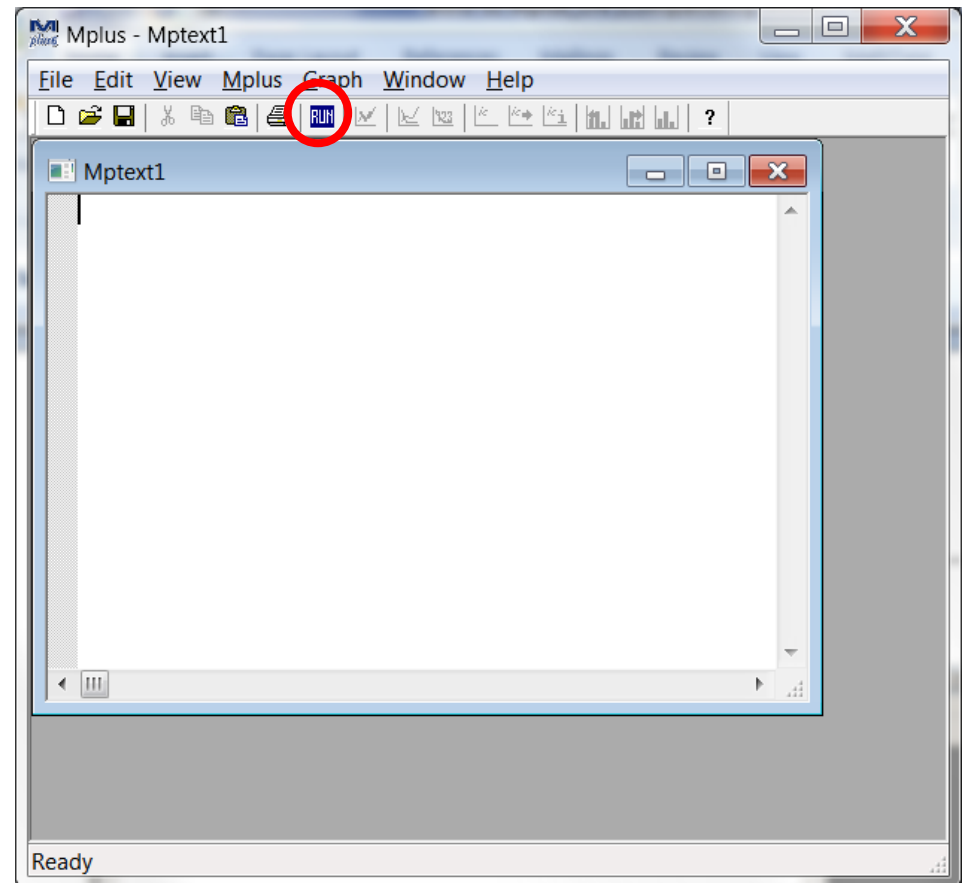 Mplus - Mptext1
File Edit View Mplus Graph Window Help
RUN ?
Mptext1
Ready